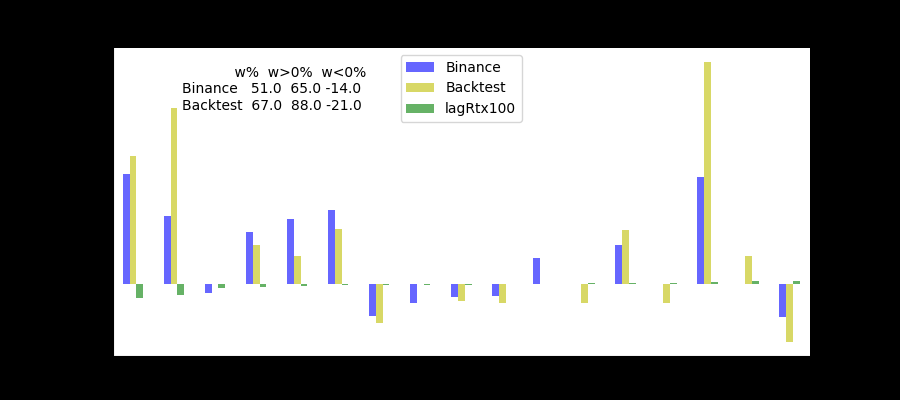 w% w>0% w<0%
Binance 51.0 65.0 -14.0
Backtest 67.0 88.0 -21.0
Binance
Backtest
lagRtx100